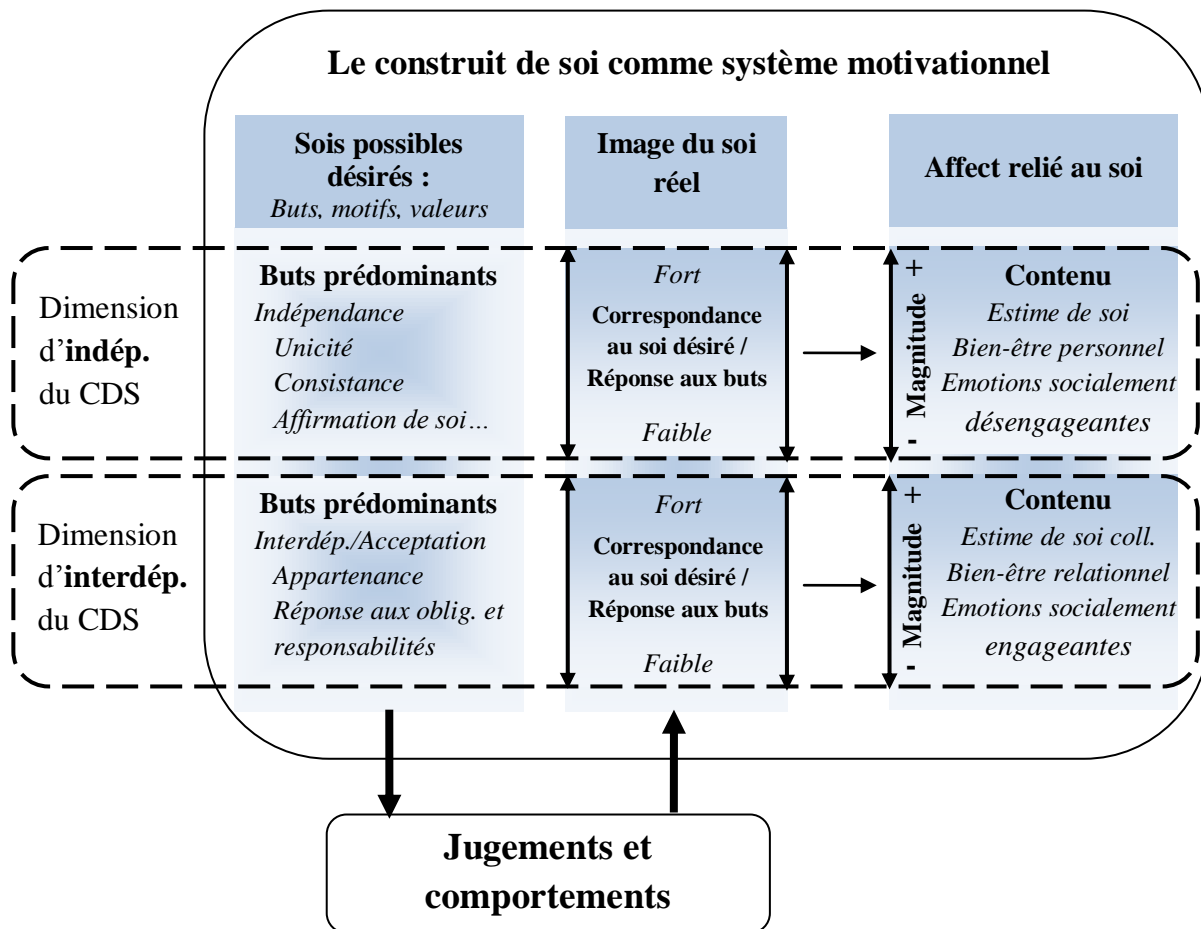 Le construit de soi comme système motivationnel
Sois possibles
désirés :
Buts, motifs, valeurs
Image du soi
réel
Affect relié au soi
Dimension
d'indép.
du CDS
Buts prédominants
Indépendance
Unicité
Consistance
Affirmation de soi…
Fort
Correspondance
au soi désiré /
Réponse aux buts
Faible
- Magnitude +
Contenu
Estime de soi
Bien-être personnel
Emotions socialement
désengageantes
Dimension
d'interdép.
du CDS
Buts prédominants
Interdép./Acceptation
Appartenance
Réponse aux oblig. et
responsabilités
Fort
Correspondance
au soi désiré /
Réponse aux buts
Faible
- Magnitude +
Contenu
Estime de soi coll.
Bien-être relationnel
Emotions socialement
engageantes
Jugements et
comportements